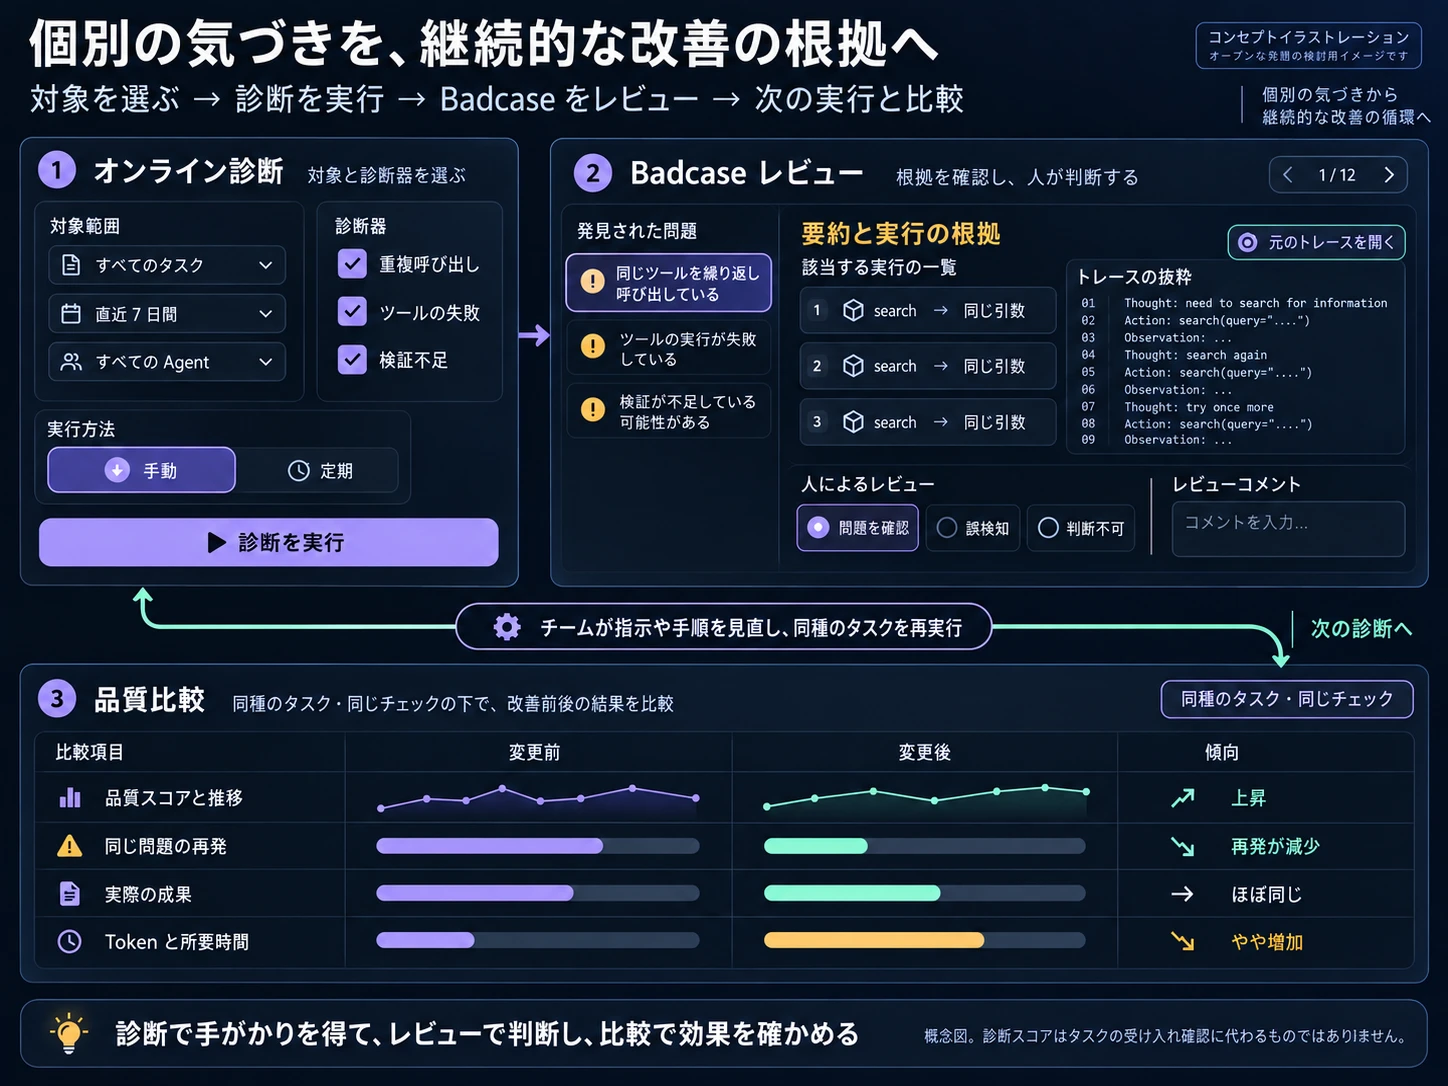 個別の気づきを、継続的な改善の根拠へ
対象を選ぶ → 診断を実行 → Badcase をレビュー → 次の実行と比較
コンセプトイラストレーション
オープンな発間の検討用イメージです
個別の気づきから
継続的な改善の循環へ
1 オンライン診断 対象と診断器を選ぶ
対象範囲
すべてのタスク
直近 7 日間
すべての Agent
診断器
重複呼び出し
ツールの失敗
検証不足
実行方法
手動
定期
診断を実行
2 Badcase レビュー 根拠を確認し、人が判断する
1 / 12
発見された問題
同じツールを繰り返し
呼び出している
ツールの実行が失敗
している
検証が不足している
可能性がある
要約と実行の根拠
該当する実行の一覧
1 search → 同じ引数
2 search → 同じ引数
3 search → 同じ引数
元のトレースを開く
トレースの抜粋
01 Thought: need to search for information
02 Action: search(query="....")
03 Observation: ...
04 Thought: search again
05 Action: search(query="....")
06 Observation: ...
07 Thought: try once more
08 Action: search(query="....")
09 Observation: ...
人によるレビュー
問題を確認
誤検知
判断不可
レビューコメント
コメントを入力...
チームが指示や手順を見直し、同種のタスクを再実行
次の診断へ
3 品質比較 同種のタスク・同じチェックの下で、改善前後の結果を比較
同種のタスク・同じチェック
比較項目 変更前 変更後 傾向
品質スコアと推移 上昇
同じ問題の再発 再発が減少
実際の成果 ほぼ同じ
Token と所要時間 やや増加
診断で手がかりを得て、レビューで判断し、比較で効果を確かめる
概念図。診断スコアはタスクの受け入れ確認に代わるものではありません。